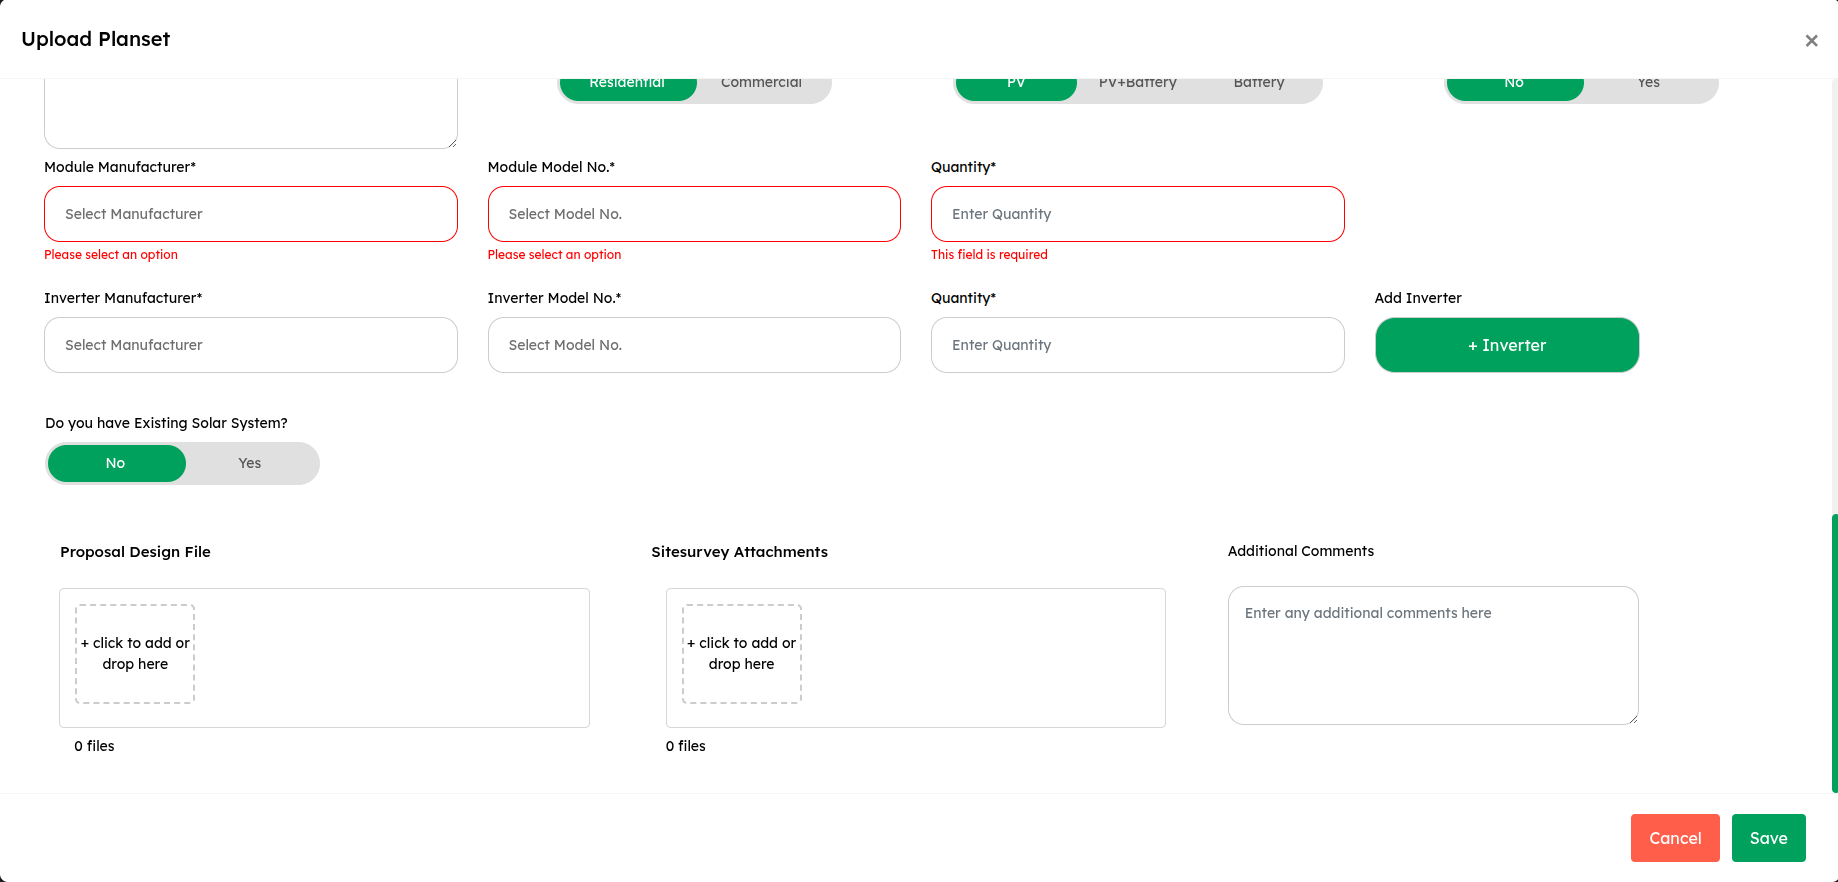 Upload Planset
×
Residential Commercial PV PV+Battery Battery No Yes
Module Manufacturer* Module Model No.* Quantity*
Select Manufacturer Select Model No. Enter Quantity
Please select an option Please select an option This field is required
Inverter Manufacturer* Inverter Model No.* Quantity* Add Inverter
Select Manufacturer Select Model No. Enter Quantity + Inverter
Do you have Existing Solar System?
No Yes
Proposal Design File Sitesurvey Attachments Additional Comments
+ click to add or
drop here
+ click to add or
drop here
Enter any additional comments here
0 files 0 files
Cancel Save